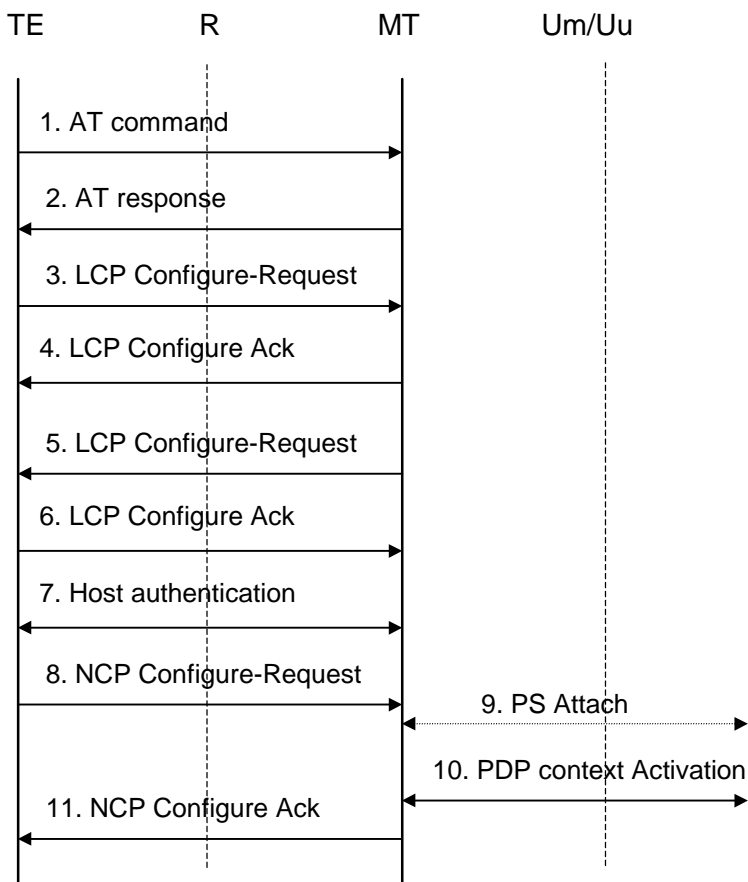 TE R MT Um/Uu
1. AT command
2. AT response
3. LCP Configure-Request
4. LCP Configure Ack
5. LCP Configure-Request
6. LCP Configure Ack
7. Host authentication
8. NCP Configure-Request
9. PS Attach
10. PDP context Activation
11. NCP Configure Ack